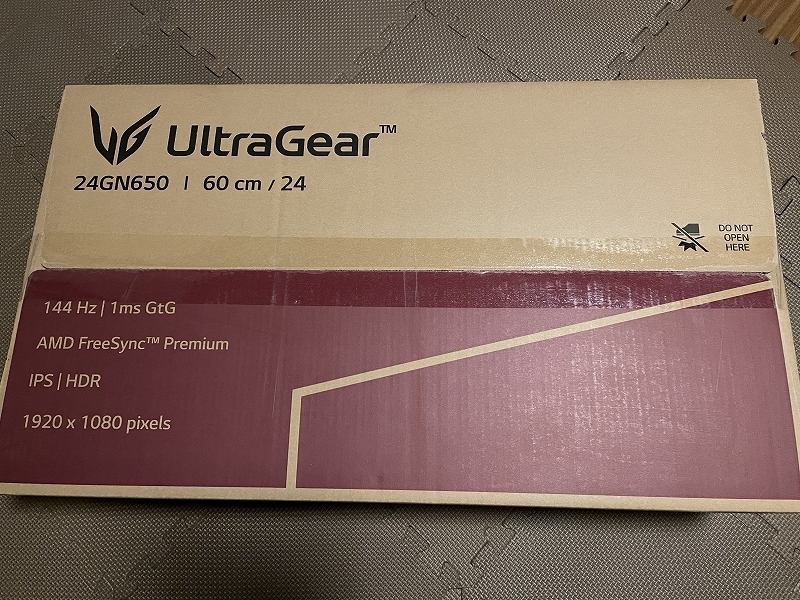 UltraGear™
24GN650 | 60 cm / 24
DO NOT
OPEN
HERE
144 Hz | 1ms GtG
AMD FreeSync™ Premium
IPS | HDR
1920 x 1080 pixels